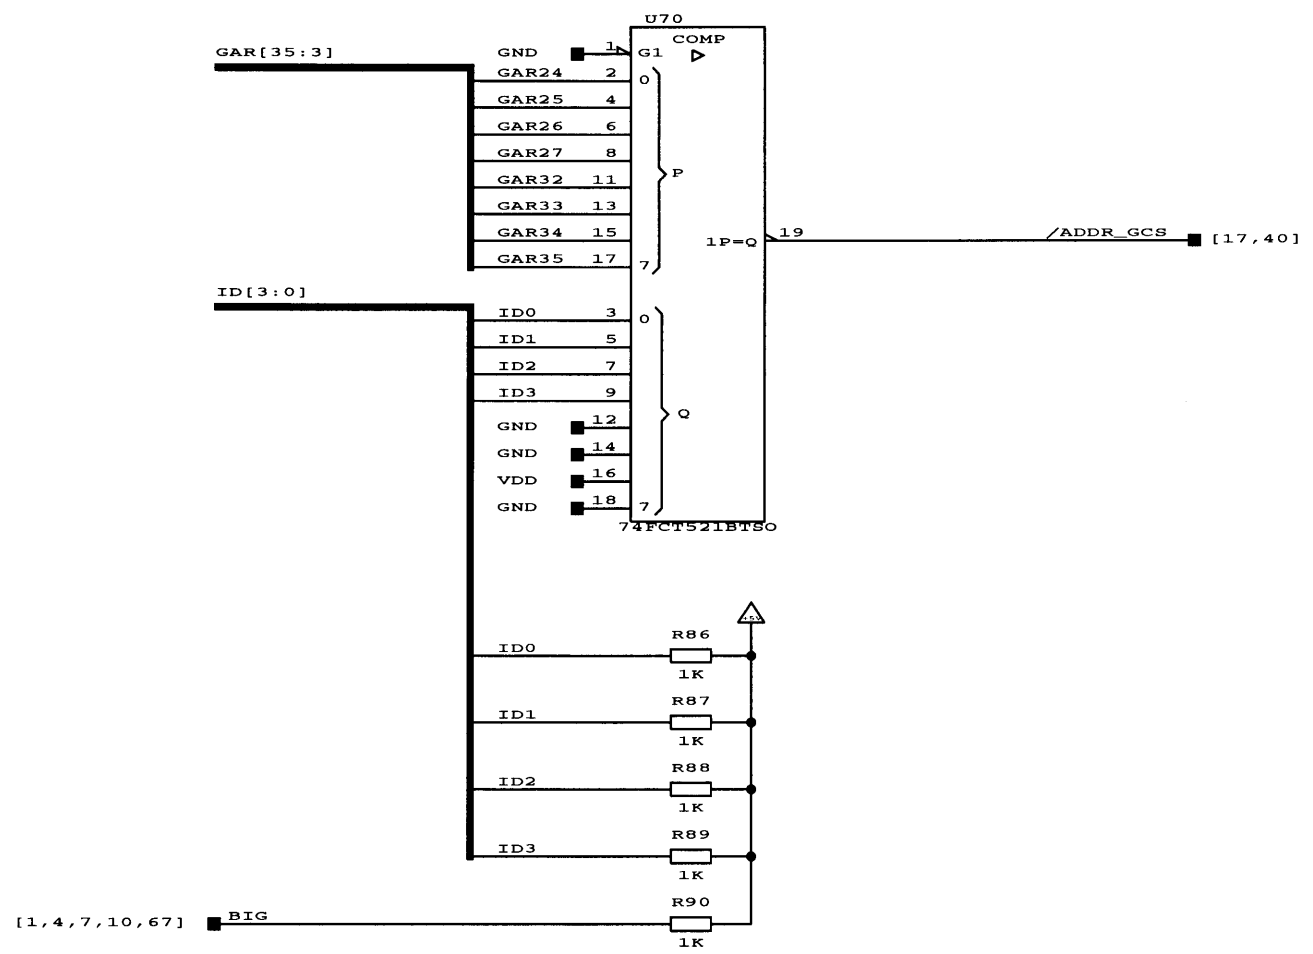 U70
COMP
GAR[35:3]
GND 1 G1
GAR24 2 0
GAR25 4
GAR26 6
GAR27 8
P
GAR32 11
GAR33 13
GAR34 15
1P=Q 19 /ADDR_GCS [17,40]
GAR35 17 7
ID[3:0]
ID0 3 0
ID1 5
ID2 7
ID3 9
Q
GND 12
GND 14
VDD 16
GND 18 7
74FCT521BTSO
+5V
R86
ID0
1K
R87
ID1
1K
R88
ID2
1K
R89
ID3
1K
R90
[1,4,7,10,67] BIG
1K